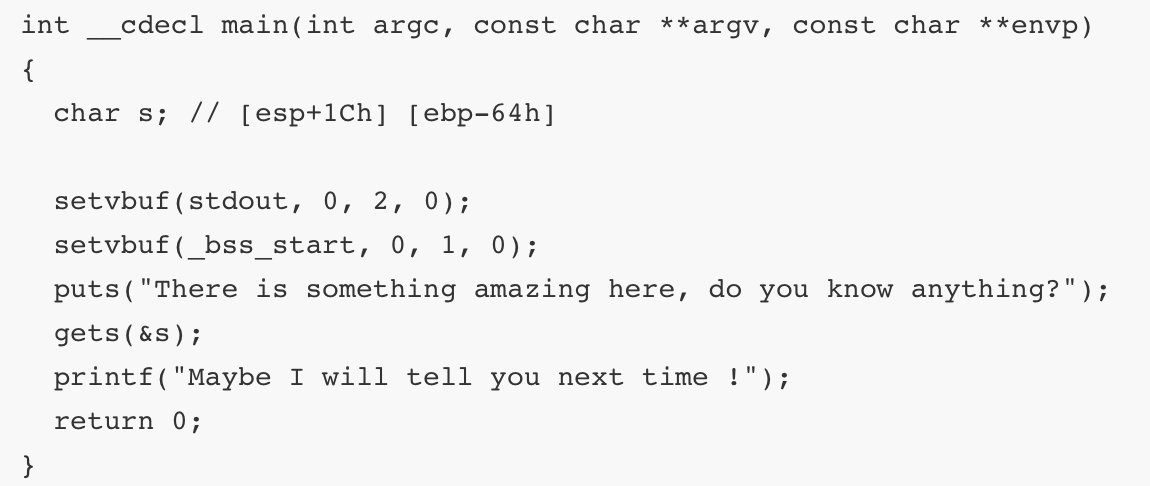 int __cdecl main(int argc, const char **argv, const char **envp)
{
  char s; // [esp+1Ch] [ebp-64h]

  setvbuf(stdout, 0, 2, 0);
  setvbuf(_bss_start, 0, 1, 0);
  puts("There is something amazing here, do you know anything?");
  gets(&s);
  printf("Maybe I will tell you next time !");
  return 0;
}